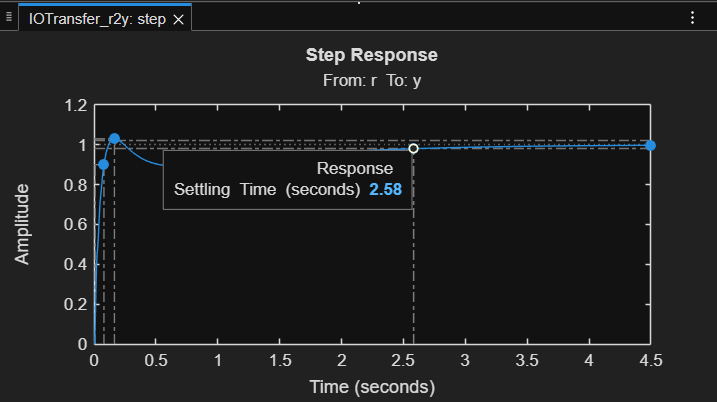 IOTransfer_r2y: step
Step Response
From: r To: y
1.2
1
0.8
0.6
0.4
0.2
0
Amplitude
Response
Settling Time (seconds) 2.58
0 0.5 1 1.5 2 2.5 3 3.5 4 4.5
Time (seconds)